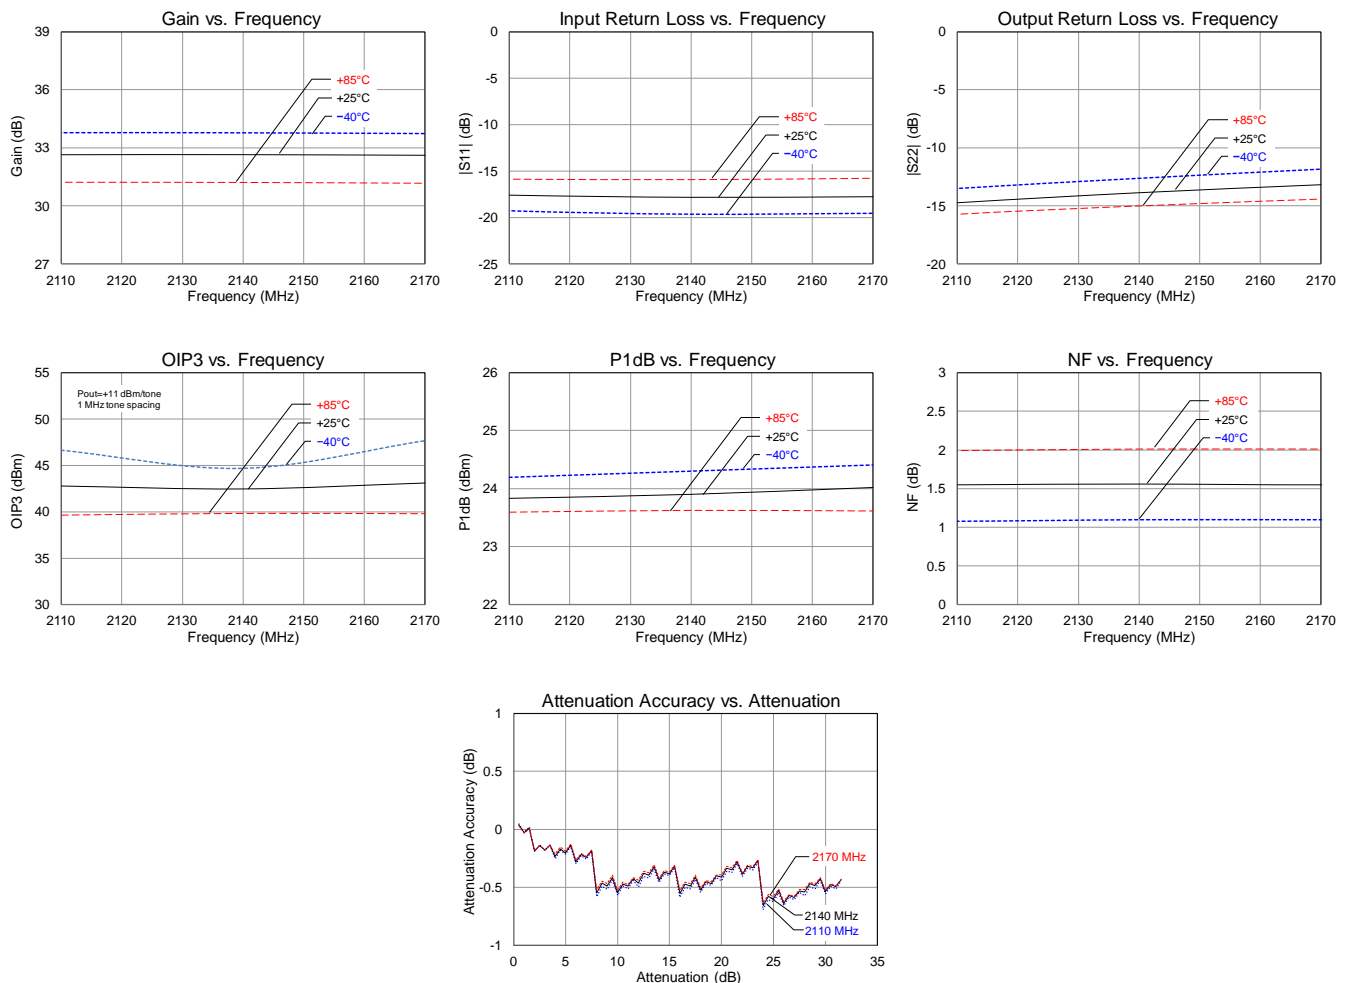 Gain vs. Frequency
39
36
33
30
27
Gain (dB)
+85°C
+25°C
−40°C
2110 2120 2130 2140 2150 2160 2170
Frequency (MHz)
Input Return Loss vs. Frequency
0
-5
-10
-15
-20
-25
|S11| (dB)
+85°C
+25°C
−40°C
2110 2120 2130 2140 2150 2160 2170
Frequency (MHz)
Output Return Loss vs. Frequency
0
-5
-10
-15
-20
|S22| (dB)
+85°C
+25°C
−40°C
2110 2120 2130 2140 2150 2160 2170
Frequency (MHz)
OIP3 vs. Frequency
55
50
45
40
35
30
OIP3 (dBm)
Pout=+11 dBm/tone
1 MHz tone spacing
+85°C
+25°C
−40°C
2110 2120 2130 2140 2150 2160 2170
Frequency (MHz)
P1dB vs. Frequency
26
25
24
23
22
P1dB (dBm)
+85°C
+25°C
−40°C
2110 2120 2130 2140 2150 2160 2170
Frequency (MHz)
NF vs. Frequency
3
2.5
2
1.5
1
0.5
0
NF (dB)
+85°C
+25°C
−40°C
2110 2120 2130 2140 2150 2160 2170
Frequency (MHz)
Attenuation Accuracy vs. Attenuation
1
0.5
0
-0.5
-1
Attenuation Accuracy (dB)
2170 MHz
2140 MHz
2110 MHz
0 5 10 15 20 25 30 35
Attenuation (dB)